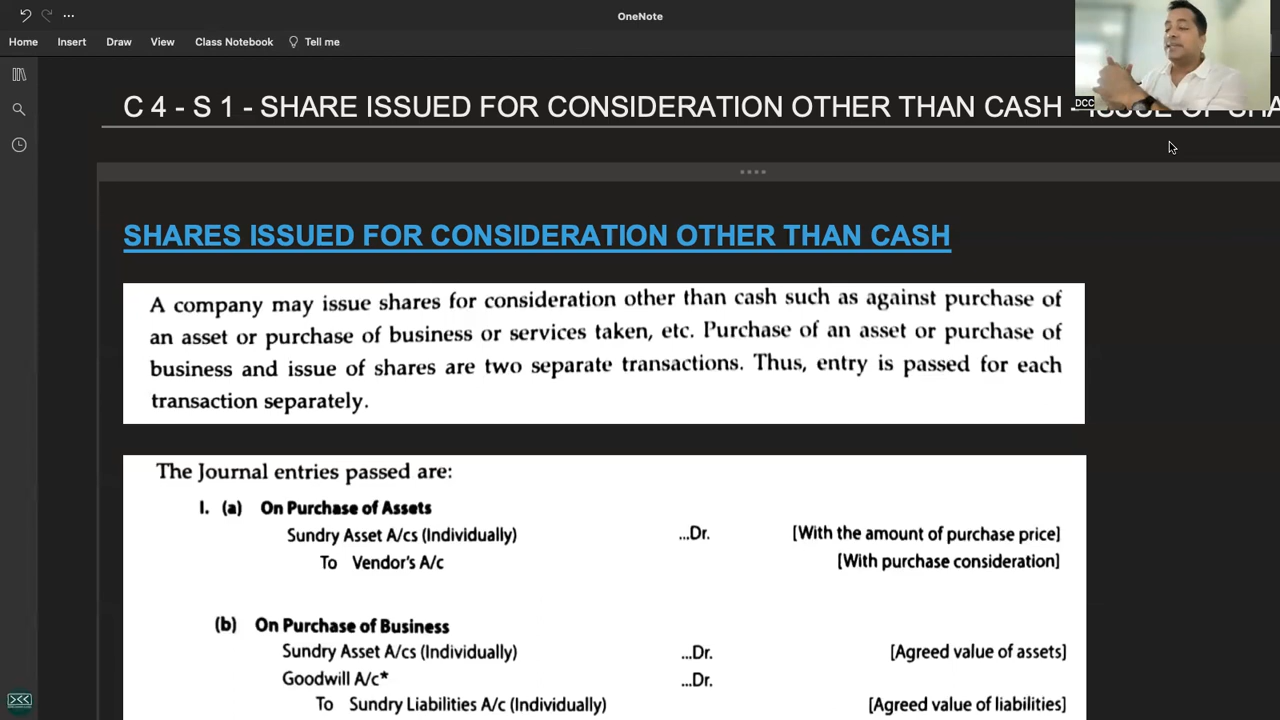 OneNote
Home Insert Draw View Class Notebook Tell me
DCC
C 4 - S 1 - SHARE ISSUED FOR CONSIDERATION OTHER THAN CASH - ISSUE OF SHA
SHARES ISSUED FOR CONSIDERATION OTHER THAN CASH
A company may issue shares for consideration other than cash such as against purchase of
an asset or purchase of business or services taken, etc. Purchase of an asset or purchase of
business and issue of shares are two separate transactions. Thus, entry is passed for each
transaction separately.
The Journal entries passed are:
I. (a) On Purchase of Assets
Sundry Asset A/cs (Individually) ...Dr. [With the amount of purchase price]
To Vendor's A/c [With purchase consideration]
(b) On Purchase of Business
Sundry Asset A/cs (Individually) ...Dr. [Agreed value of assets]
Goodwill A/c* ...Dr.
To Sundry Liabilities A/c (Individually) [Agreed value of liabilities]